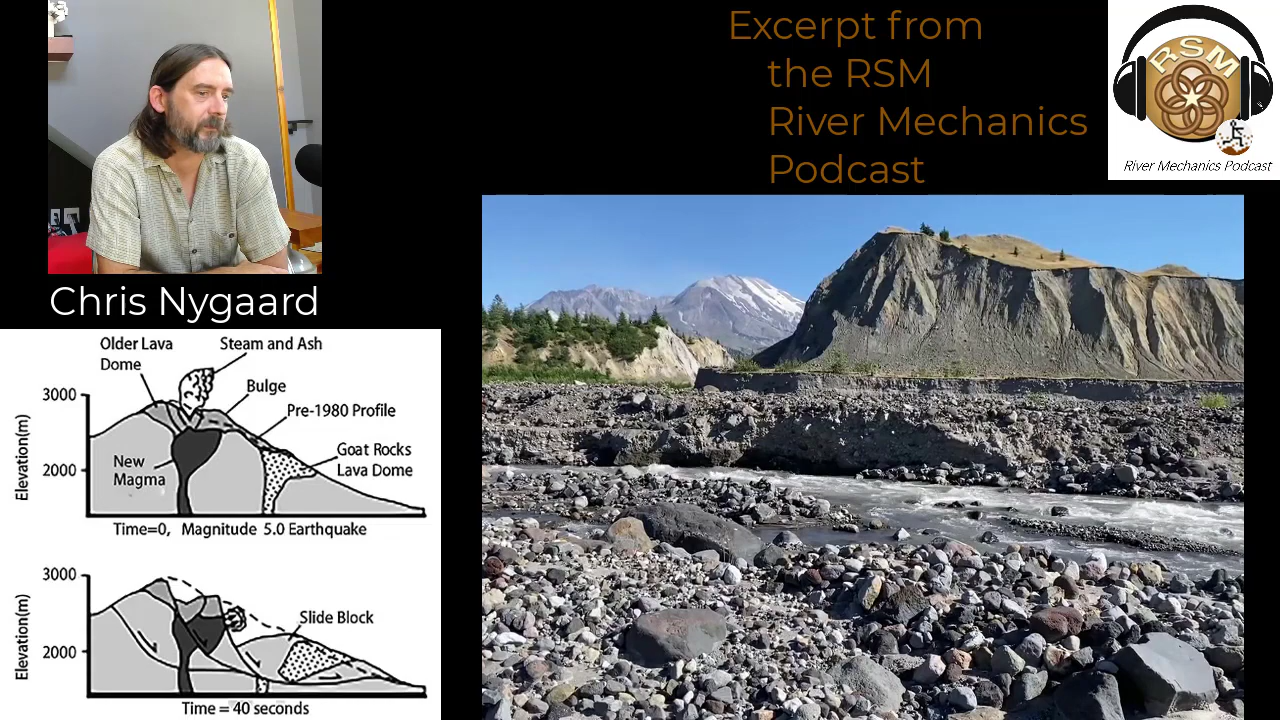 Excerpt from
the RSM
River Mechanics
Podcast
RSM
River Mechanics Podcast
Chris Nygaard
Older Lava
Dome
Steam and Ash
Bulge
3000
Pre-1980 Profile
Goat Rocks
Lava Dome
New
Magma
2000
Elevation(m)
Time=0, Magnitude 5.0 Earthquake
3000
Slide Block
2000
Elevation(m)
Time = 40 seconds